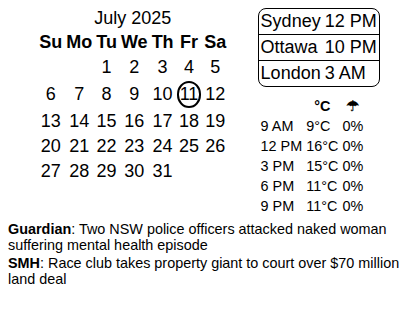 July 2025
Su Mo Tu We Th Fr Sa
1 2 3 4 5
6 7 8 9 10 11 12
13 14 15 16 17 18 19
20 21 22 23 24 25 26
27 28 29 30 31
Sydney 12 PM
Ottawa 10 PM
London 3 AM
°C ☂
9 AM 9°C 0%
12 PM 16°C 0%
3 PM 15°C 0%
6 PM 11°C 0%
9 PM 11°C 0%
Guardian: Two NSW police officers attacked naked woman
suffering mental health episode
SMH: Race club takes property giant to court over $70 million
land deal